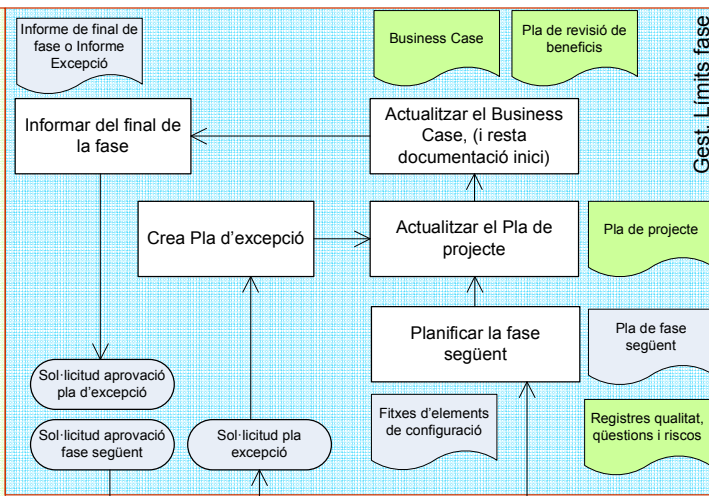 Informe de final de
fase o Informe
Excepció
Business Case
Pla de revisió de
beneficis
Gest. Límits fase
Informar del final de
la fase
Actualitzar el Business
Case, (i resta
documentació inici)
Crea Pla d'excepció
Actualitzar el Pla de
projecte
Pla de projecte
Planificar la fase
següent
Pla de fase
següent
Sol·licitud aprovació
pla d'excepció
Sol·licitud aprovació
fase següent
Sol·licitud pla
excepció
Fitxes d'elements
de configuració
Registres qualitat,
qüestions i riscos